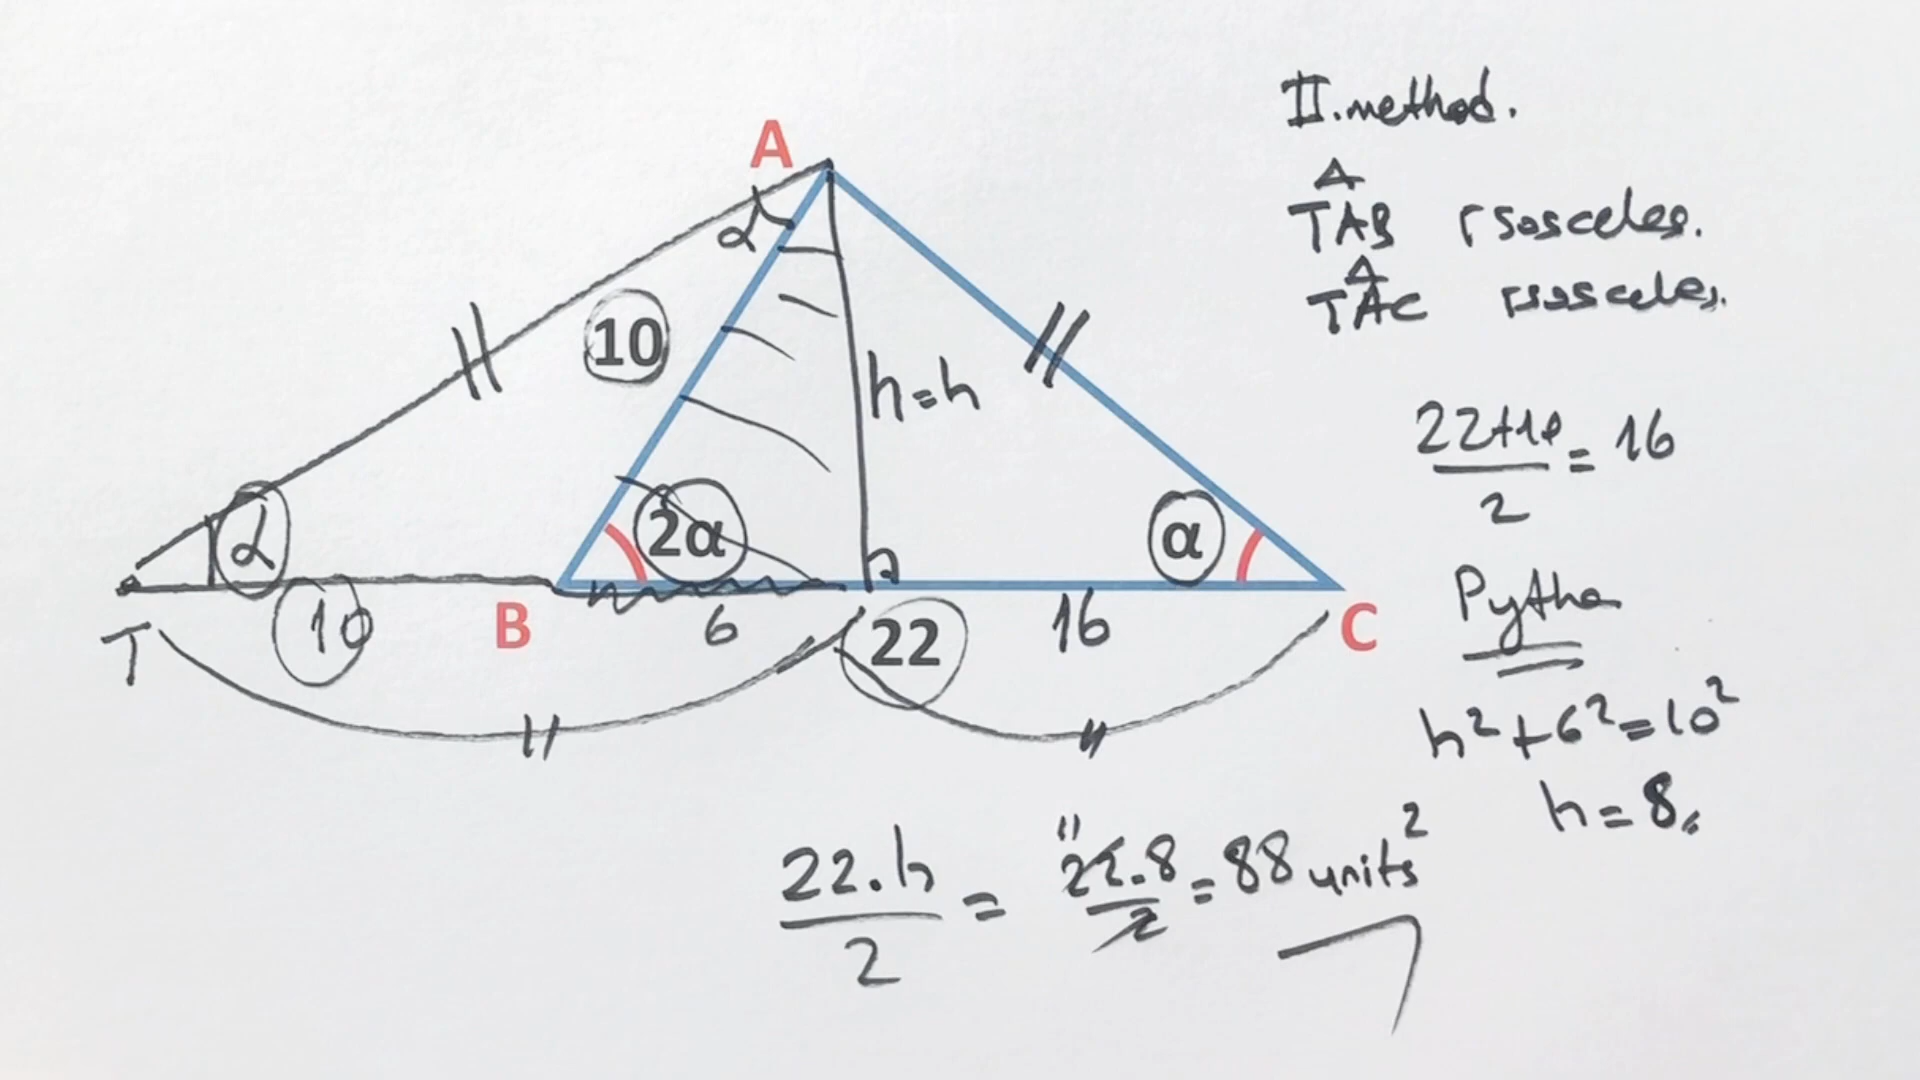 II. method.
A
TAB isosceles.
TAC isosceles.
α
10
h=h
22+10/2 = 16
2α
α
α
Pytha
T
10
B
6
22
16
C
h²+6²=10²
h=8.
22.h/2 = 11 22.8/2 = 88 units²